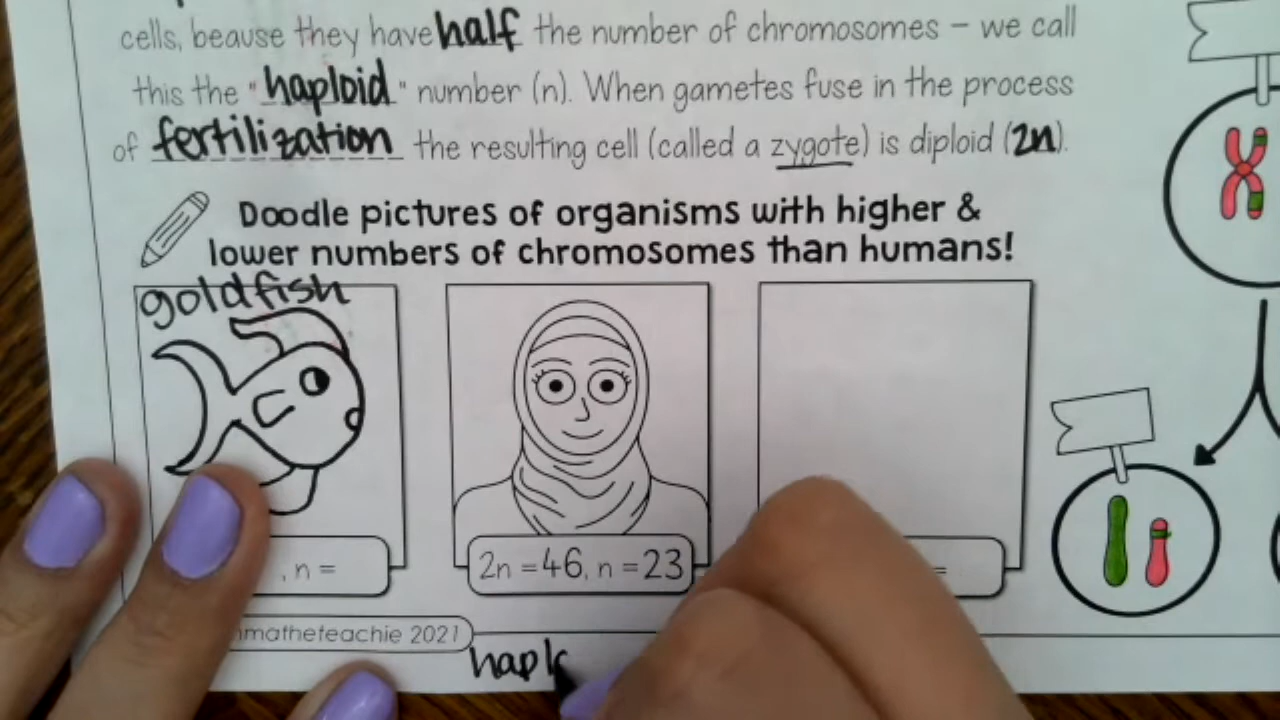 cells, beause they have half the number of chromosomes – we call
this the "haploid" number (n). When gametes fuse in the process
of fertilization the resulting cell (called a zygote) is diploid (2n).
Doodle pictures of organisms with higher &
lower numbers of chromosomes than humans!
goldfish
, n =
2n = 46, n = 23
=
matheteachie 2021
hapl